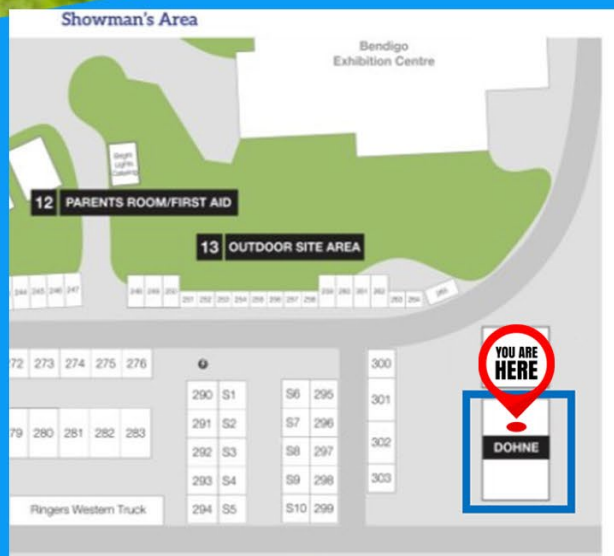 Showman's Area
Bendigo
Exhibition Centre
Bright
Lights
Catering
12 PARENTS ROOM/FIRST AID
13 OUTDOOR SITE AREA
244 245 246 247
248 249 250
251 252 253 254 255 256 257 258
259 260 261 262
263 264
265
YOU ARE
HERE
72 273 274 275 276
300
290 S1
S6 295
301
291 S2
S7 296
79 280 281 282 283
292 S3
S8 297
302
DOHNE
293 S4
S9 298
303
Ringers Western Truck
294 S5
S10 299